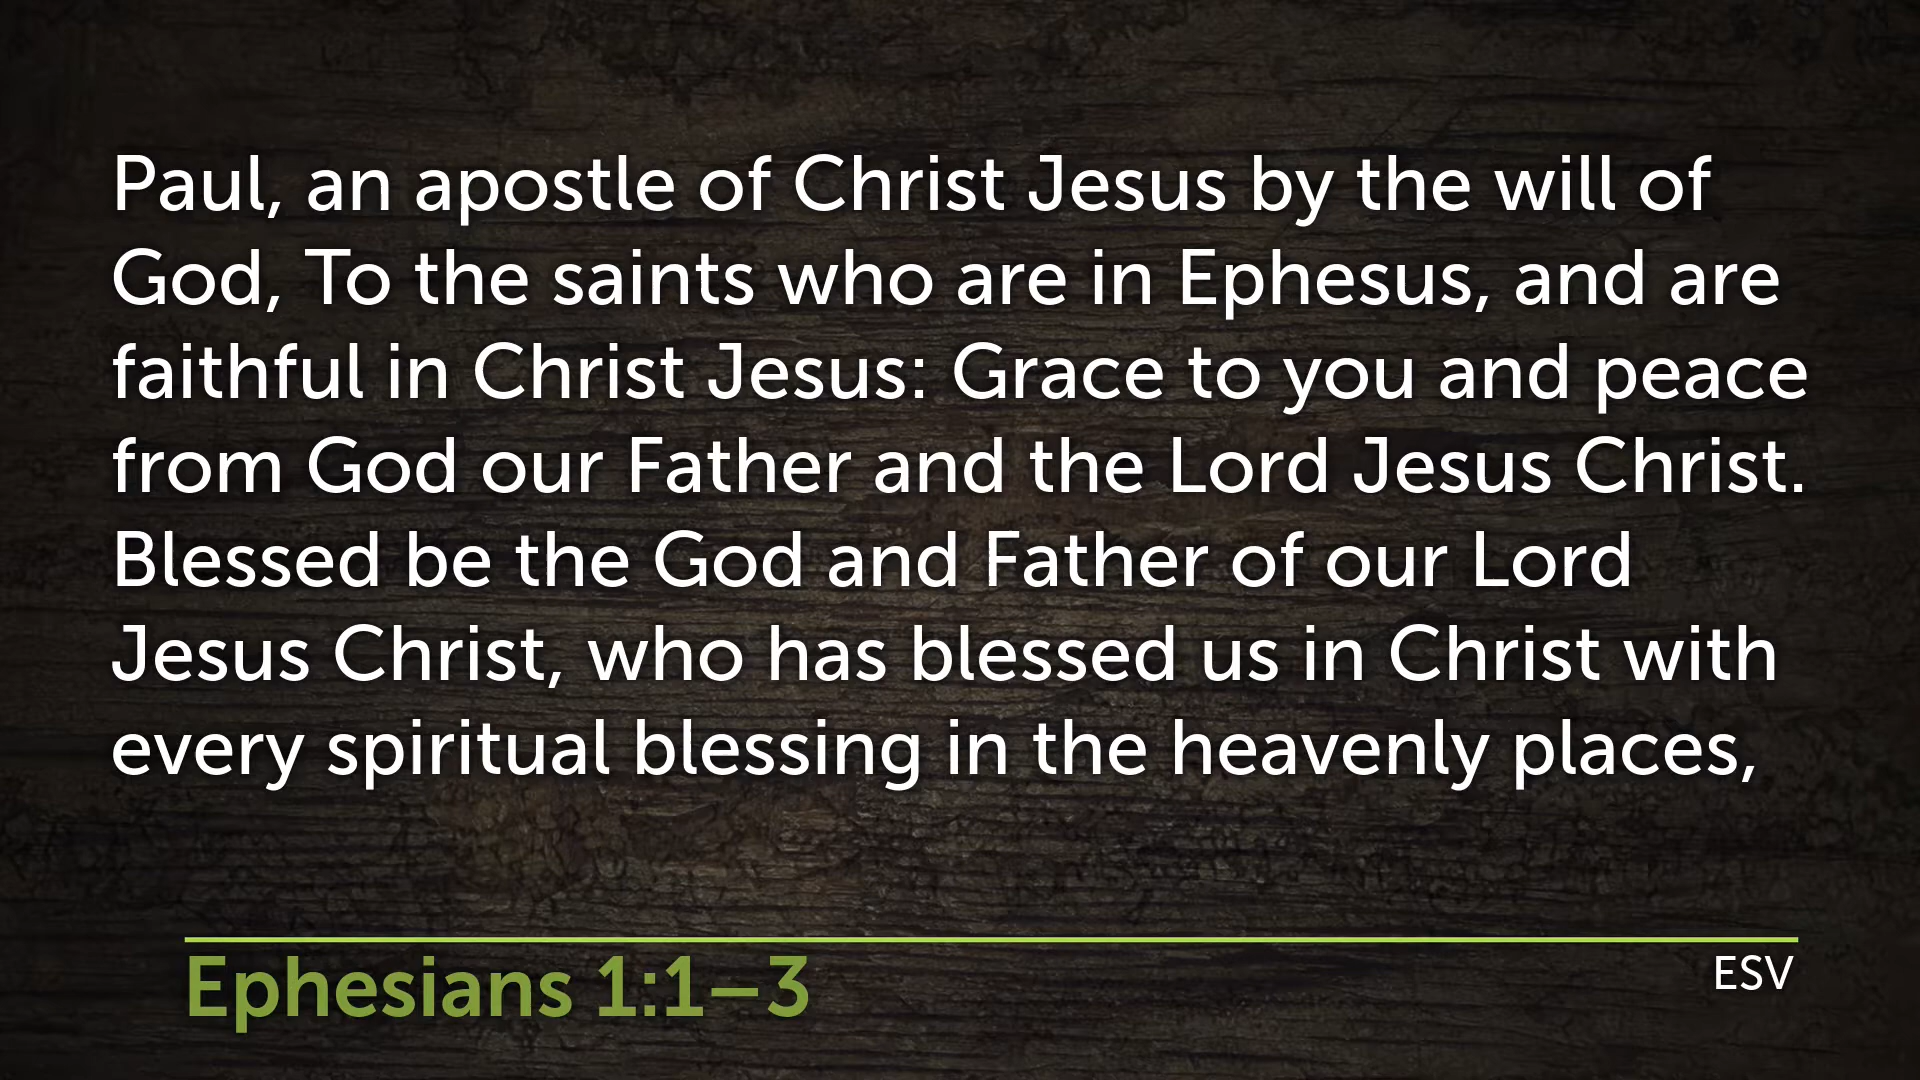 Paul, an apostle of Christ Jesus by the will of
God, To the saints who are in Ephesus, and are
faithful in Christ Jesus: Grace to you and peace
from God our Father and the Lord Jesus Christ.
Blessed be the God and Father of our Lord
Jesus Christ, who has blessed us in Christ with
every spiritual blessing in the heavenly places,
Ephesians 1:1–3
ESV